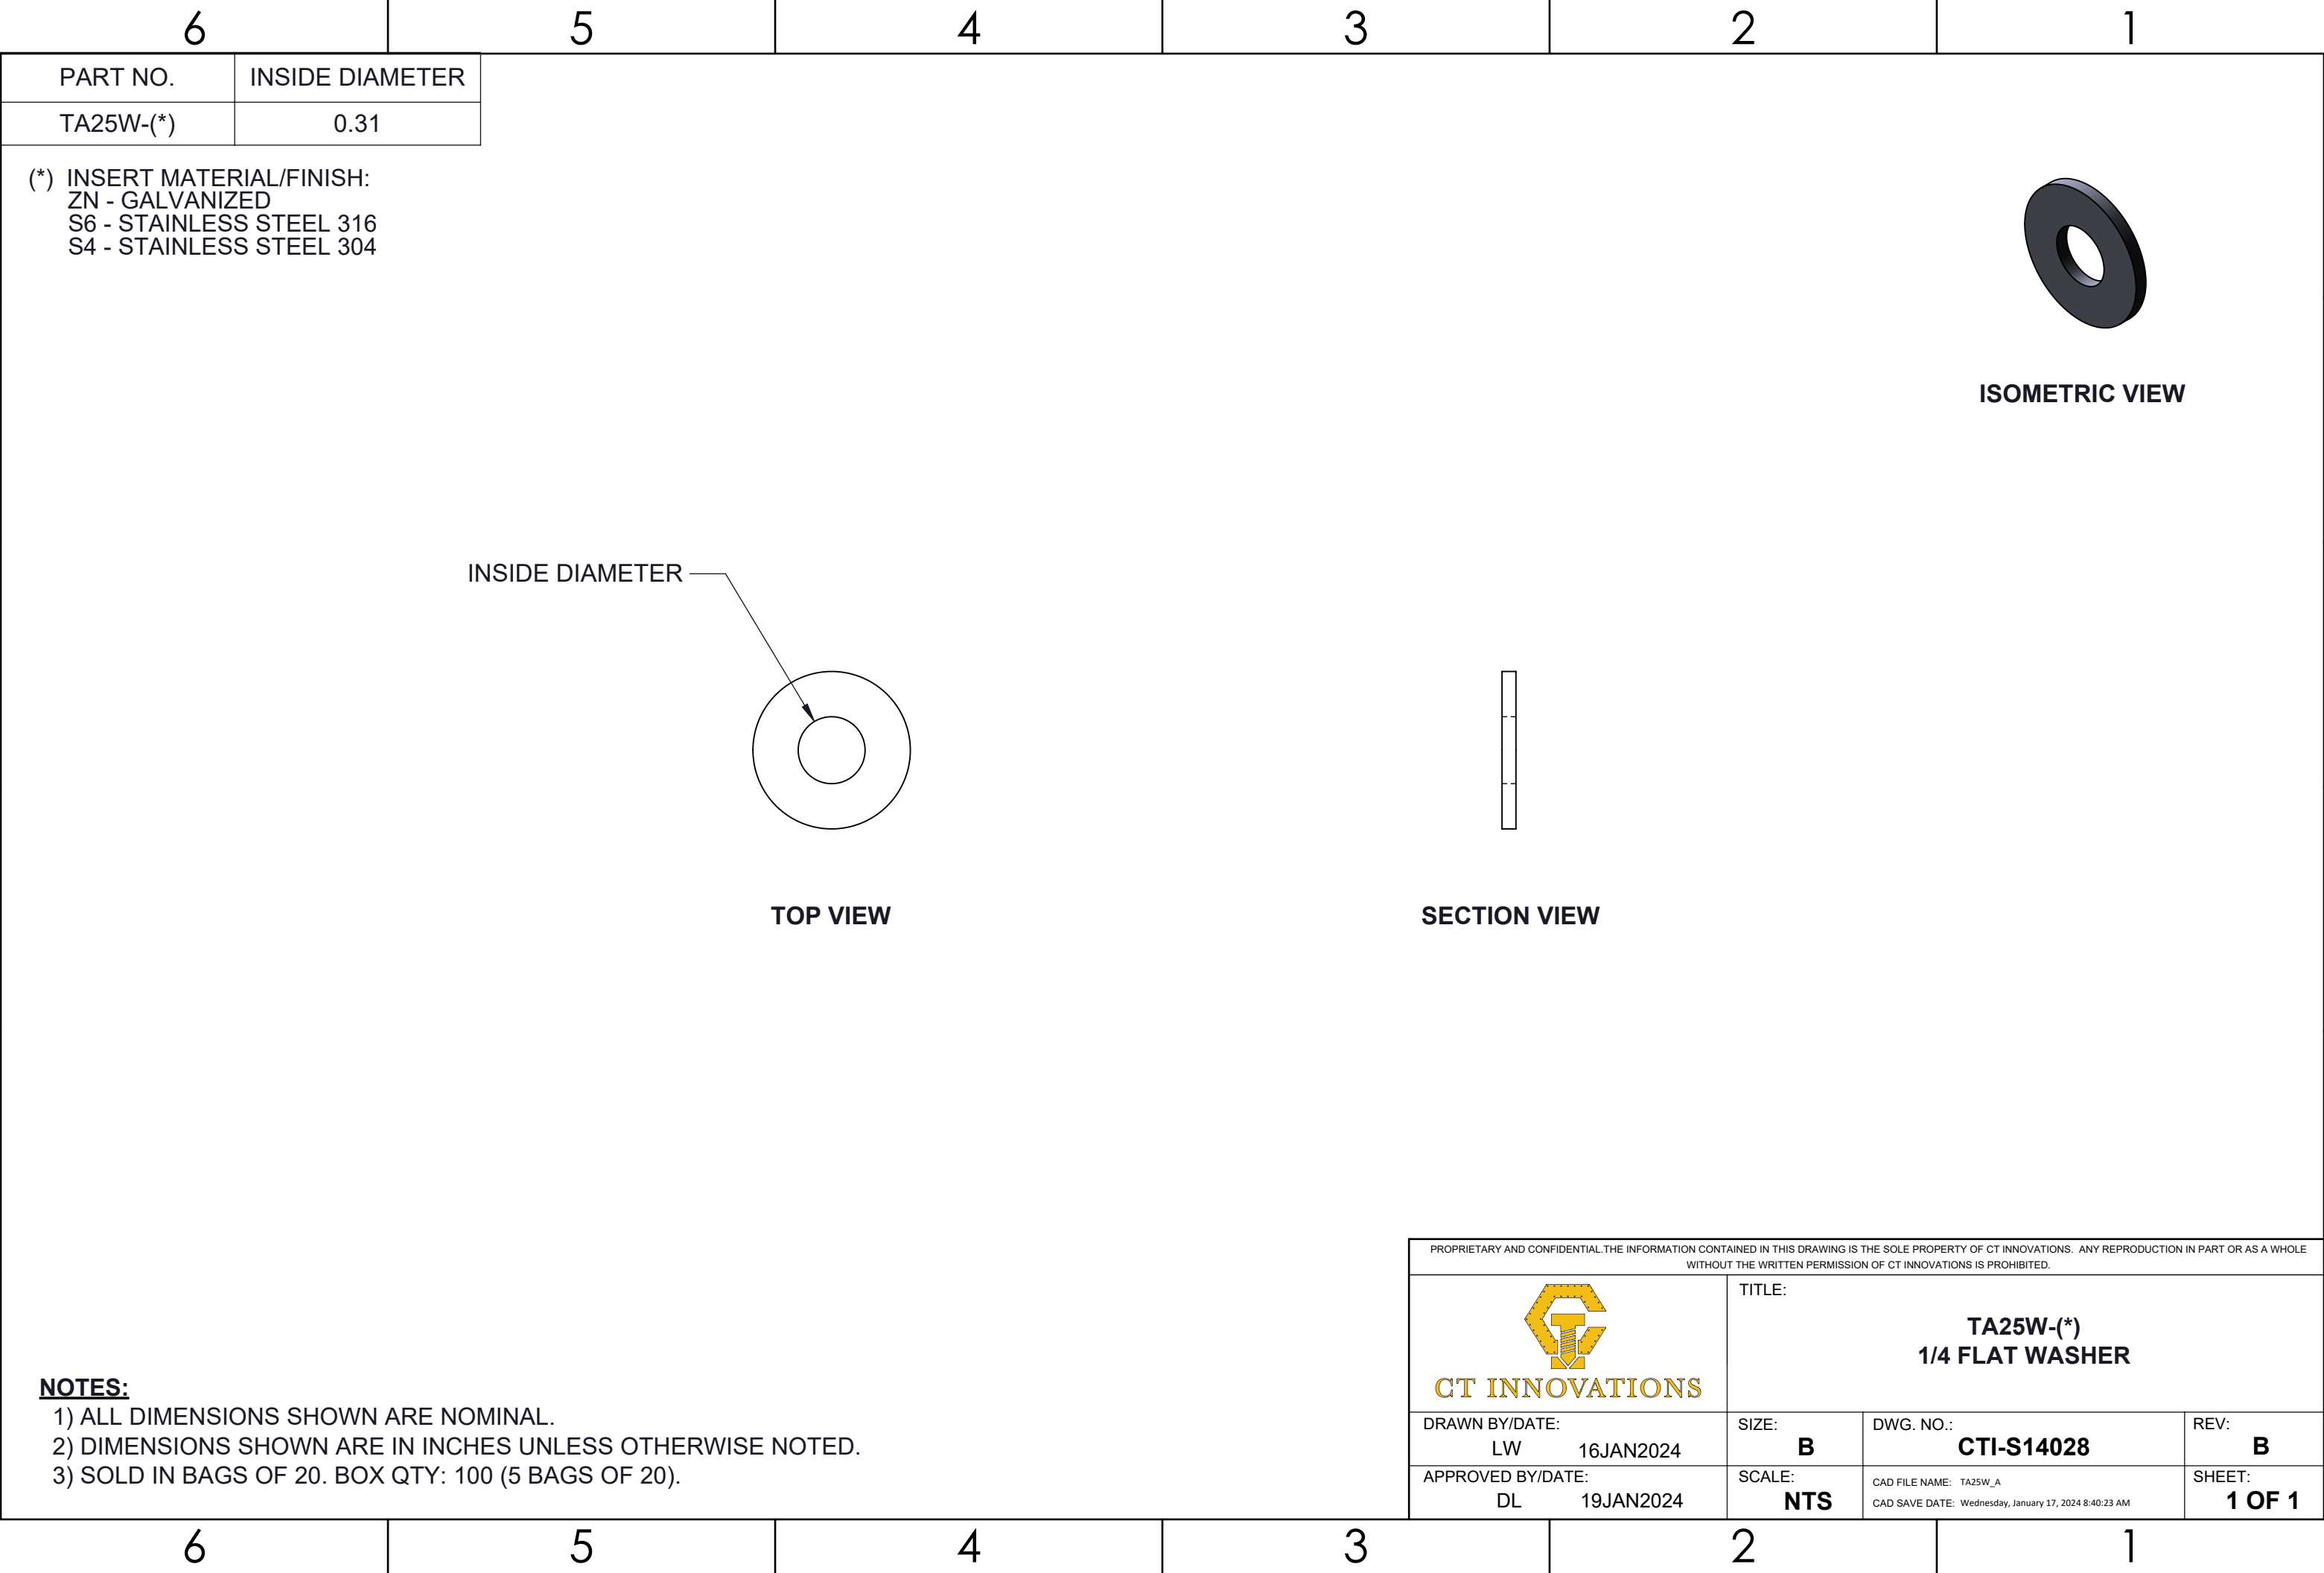 6 5 4 3 2 1
PART NO. INSIDE DIAMETER
TA25W-(*) 0.31
(*) INSERT MATERIAL/FINISH:
ZN - GALVANIZED
S6 - STAINLESS STEEL 316
S4 - STAINLESS STEEL 304
ISOMETRIC VIEW
INSIDE DIAMETER
TOP VIEW
SECTION VIEW
NOTES:
1) ALL DIMENSIONS SHOWN ARE NOMINAL.
2) DIMENSIONS SHOWN ARE IN INCHES UNLESS OTHERWISE NOTED.
3) SOLD IN BAGS OF 20. BOX QTY: 100 (5 BAGS OF 20).
PROPRIETARY AND CONFIDENTIAL.THE INFORMATION CONTAINED IN THIS DRAWING IS THE SOLE PROPERTY OF CT INNOVATIONS. ANY REPRODUCTION IN PART OR AS A WHOLE
WITHOUT THE WRITTEN PERMISSION OF CT INNOVATIONS IS PROHIBITED.
CT INNOVATIONS
TITLE:
TA25W-(*)
1/4 FLAT WASHER
DRAWN BY/DATE:
LW 16JAN2024
SIZE:
B
DWG. NO.:
CTI-S14028
REV:
B
APPROVED BY/DATE:
DL 19JAN2024
SCALE:
NTS
CAD FILE NAME: TA25W_A
CAD SAVE DATE: Wednesday, January 17, 2024 8:40:23 AM
SHEET:
1 OF 1
6 5 4 3 2 1